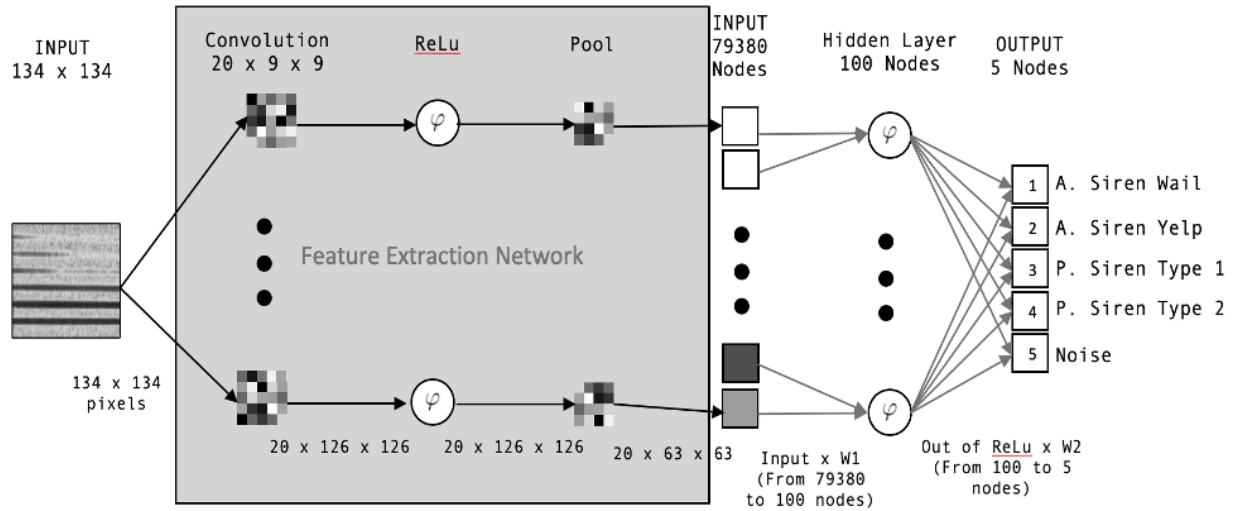 INPUT
134 x 134
134 x 134
pixels
Convolution
20 x 9 x 9
ReLu
Pool
φ
Feature Extraction Network
φ
20 x 126 x 126
20 x 126 x 126
20 x 63 x 63
INPUT
79380
Nodes
Input x W1
(From 79380
to 100 nodes)
Hidden Layer
100 Nodes
φ
φ
Out of ReLu x W2
(From 100 to 5
nodes)
OUTPUT
5 Nodes
1 A. Siren Wail
2 A. Siren Yelp
3 P. Siren Type 1
4 P. Siren Type 2
5 Noise